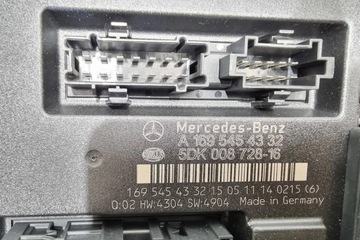 Mercedes-Benz
A 169 545 43 32
5DK 008 728-16
169 545 43 32 15 05 11 14 0215 (6)
0:02 HW:4304 SW:4904 Made in Germany